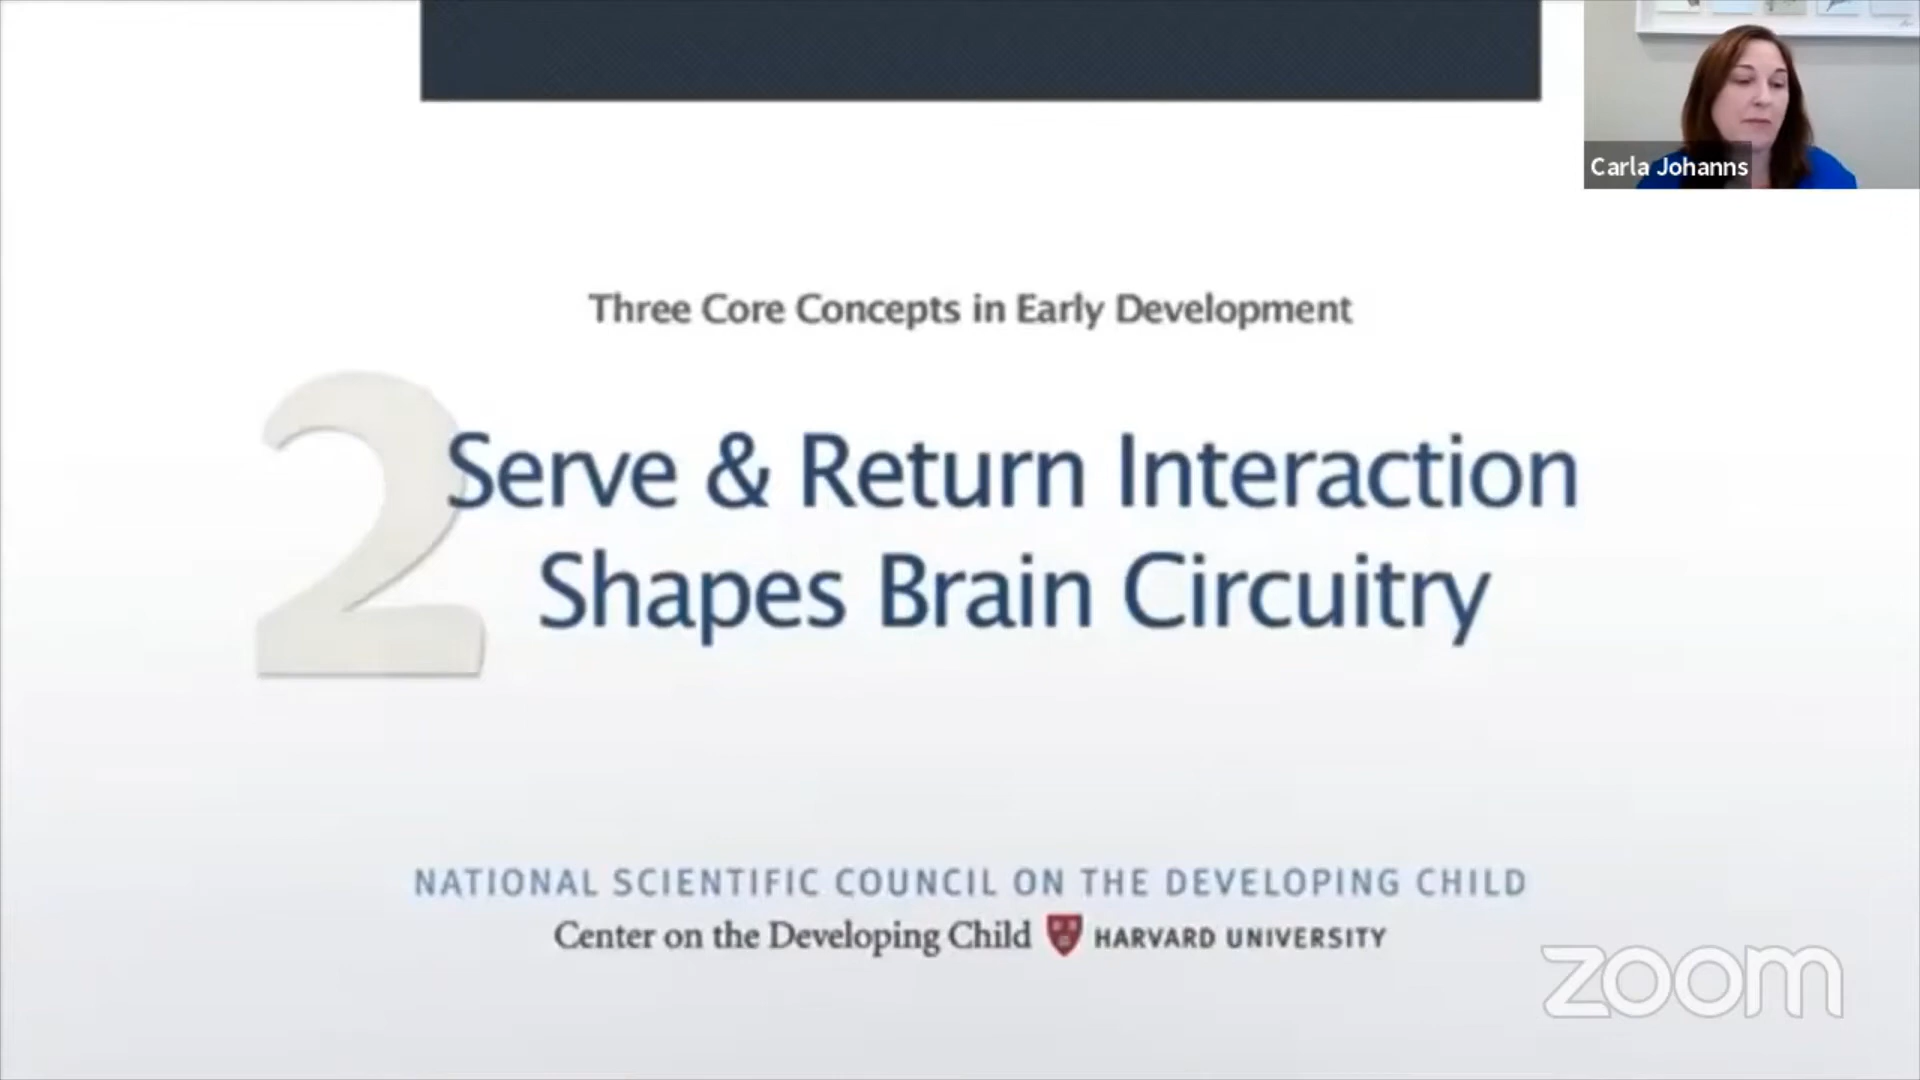 Carla Johanns
Three Core Concepts in Early Development
2
Serve & Return Interaction
Shapes Brain Circuitry
NATIONAL SCIENTIFIC COUNCIL ON THE DEVELOPING CHILD
Center on the Developing Child HARVARD UNIVERSITY
zoom